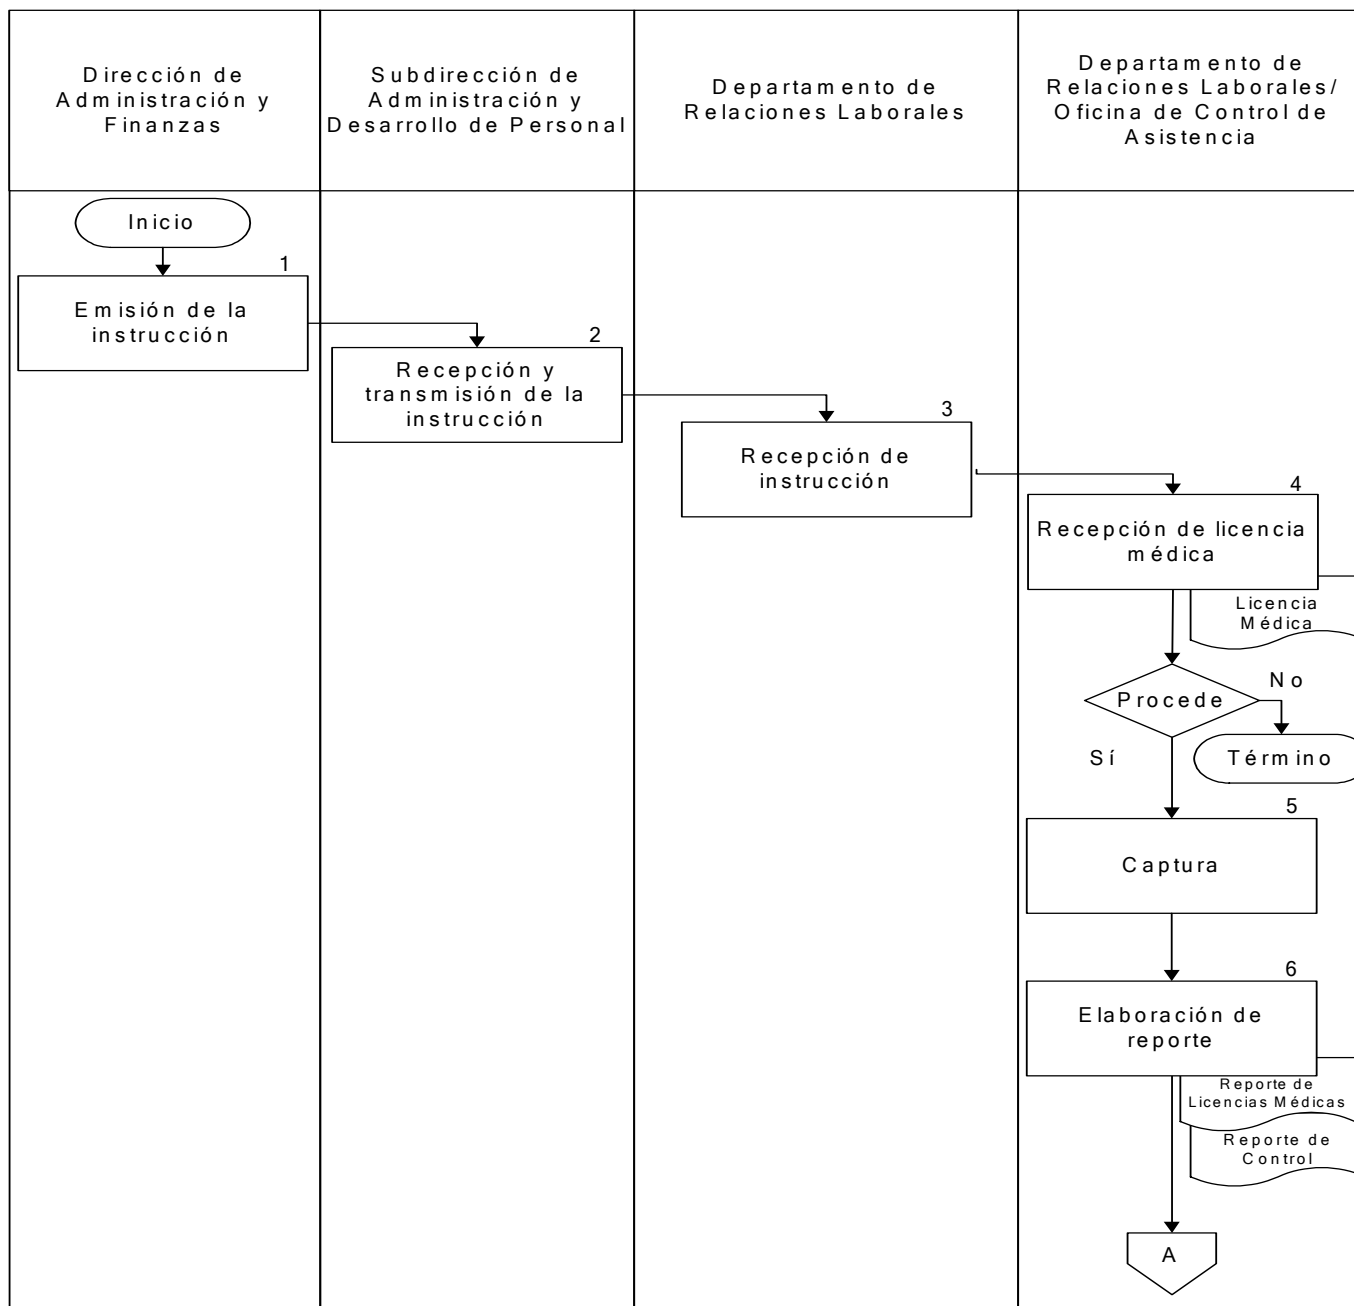 Dirección de
Administración y
Finanzas
Subdirección de
Administración y
Desarrollo de Personal
Departamento de
Relaciones Laborales
Departamento de
Relaciones Laborales/
Oficina de Control de
Asistencia
Inicio
1
Emisión de la
instrucción
2
Recepción y
transmisión de la
instrucción
3
Recepción de
instrucción
4
Recepción de licencia
médica
Licencia
Médica
Procede
No
Sí
Término
5
Captura
6
Elaboración de
reporte
Reporte de
Licencias Médicas
Reporte de
Control
A